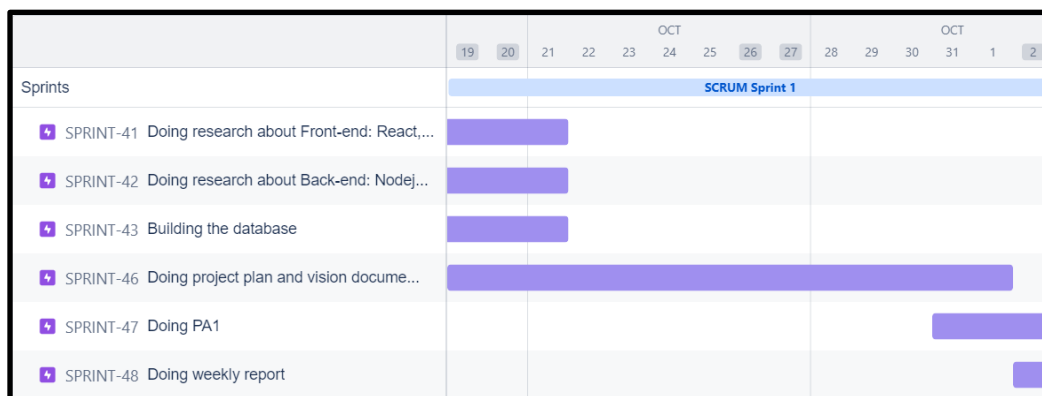 OCT OCT
19 20 21 22 23 24 25 26 27 28 29 30 31 1 2
Sprints SCRUM Sprint 1
SPRINT-41 Doing research about Front-end: React,...
SPRINT-42 Doing research about Back-end: Nodej...
SPRINT-43 Building the database
SPRINT-46 Doing project plan and vision docume...
SPRINT-47 Doing PA1
SPRINT-48 Doing weekly report